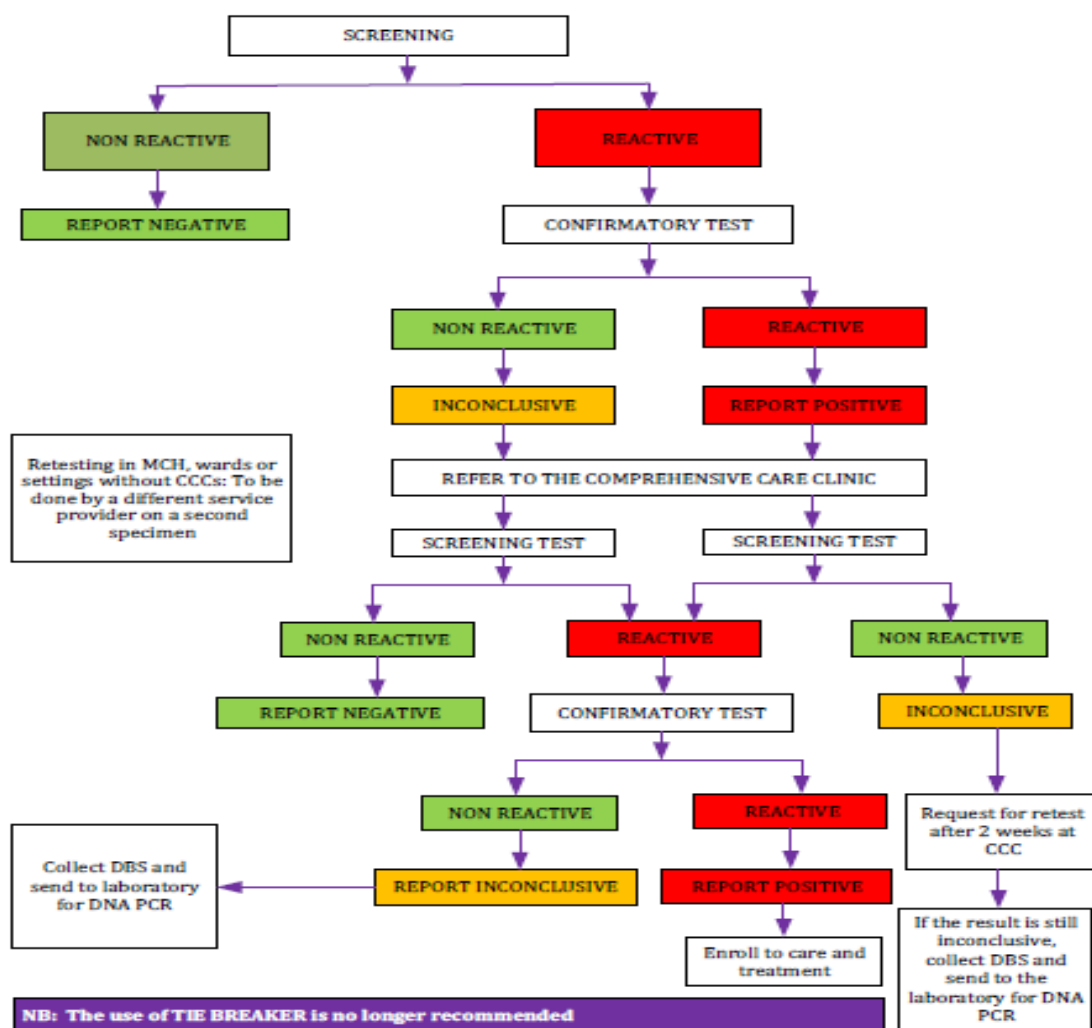 SCREENING
NON REACTIVE
REACTIVE
REPORT NEGATIVE
CONFIRMATORY TEST
NON REACTIVE
REACTIVE
INCONCLUSIVE
REPORT POSITIVE
Retesting in MCH, wards or
settings without CCCs: To be
done by a different service
provider on a second
specimen
REFER TO THE COMPREHENSIVE CARE CLINIC
SCREENING TEST
SCREENING TEST
NON REACTIVE
REACTIVE
NON REACTIVE
REPORT NEGATIVE
CONFIRMATORY TEST
INCONCLUSIVE
NON REACTIVE
REACTIVE
Request for retest
after 2 weeks at
CCC
Collect DBS and
send to laboratory
for DNA PCR
REPORT INCONCLUSIVE
REPORT POSITIVE
Enroll to care and
treatment
If the result is still
inconclusive,
collect DBS and
send to the
laboratory for DNA
PCR
NB: The use of TIE BREAKER is no longer recommended